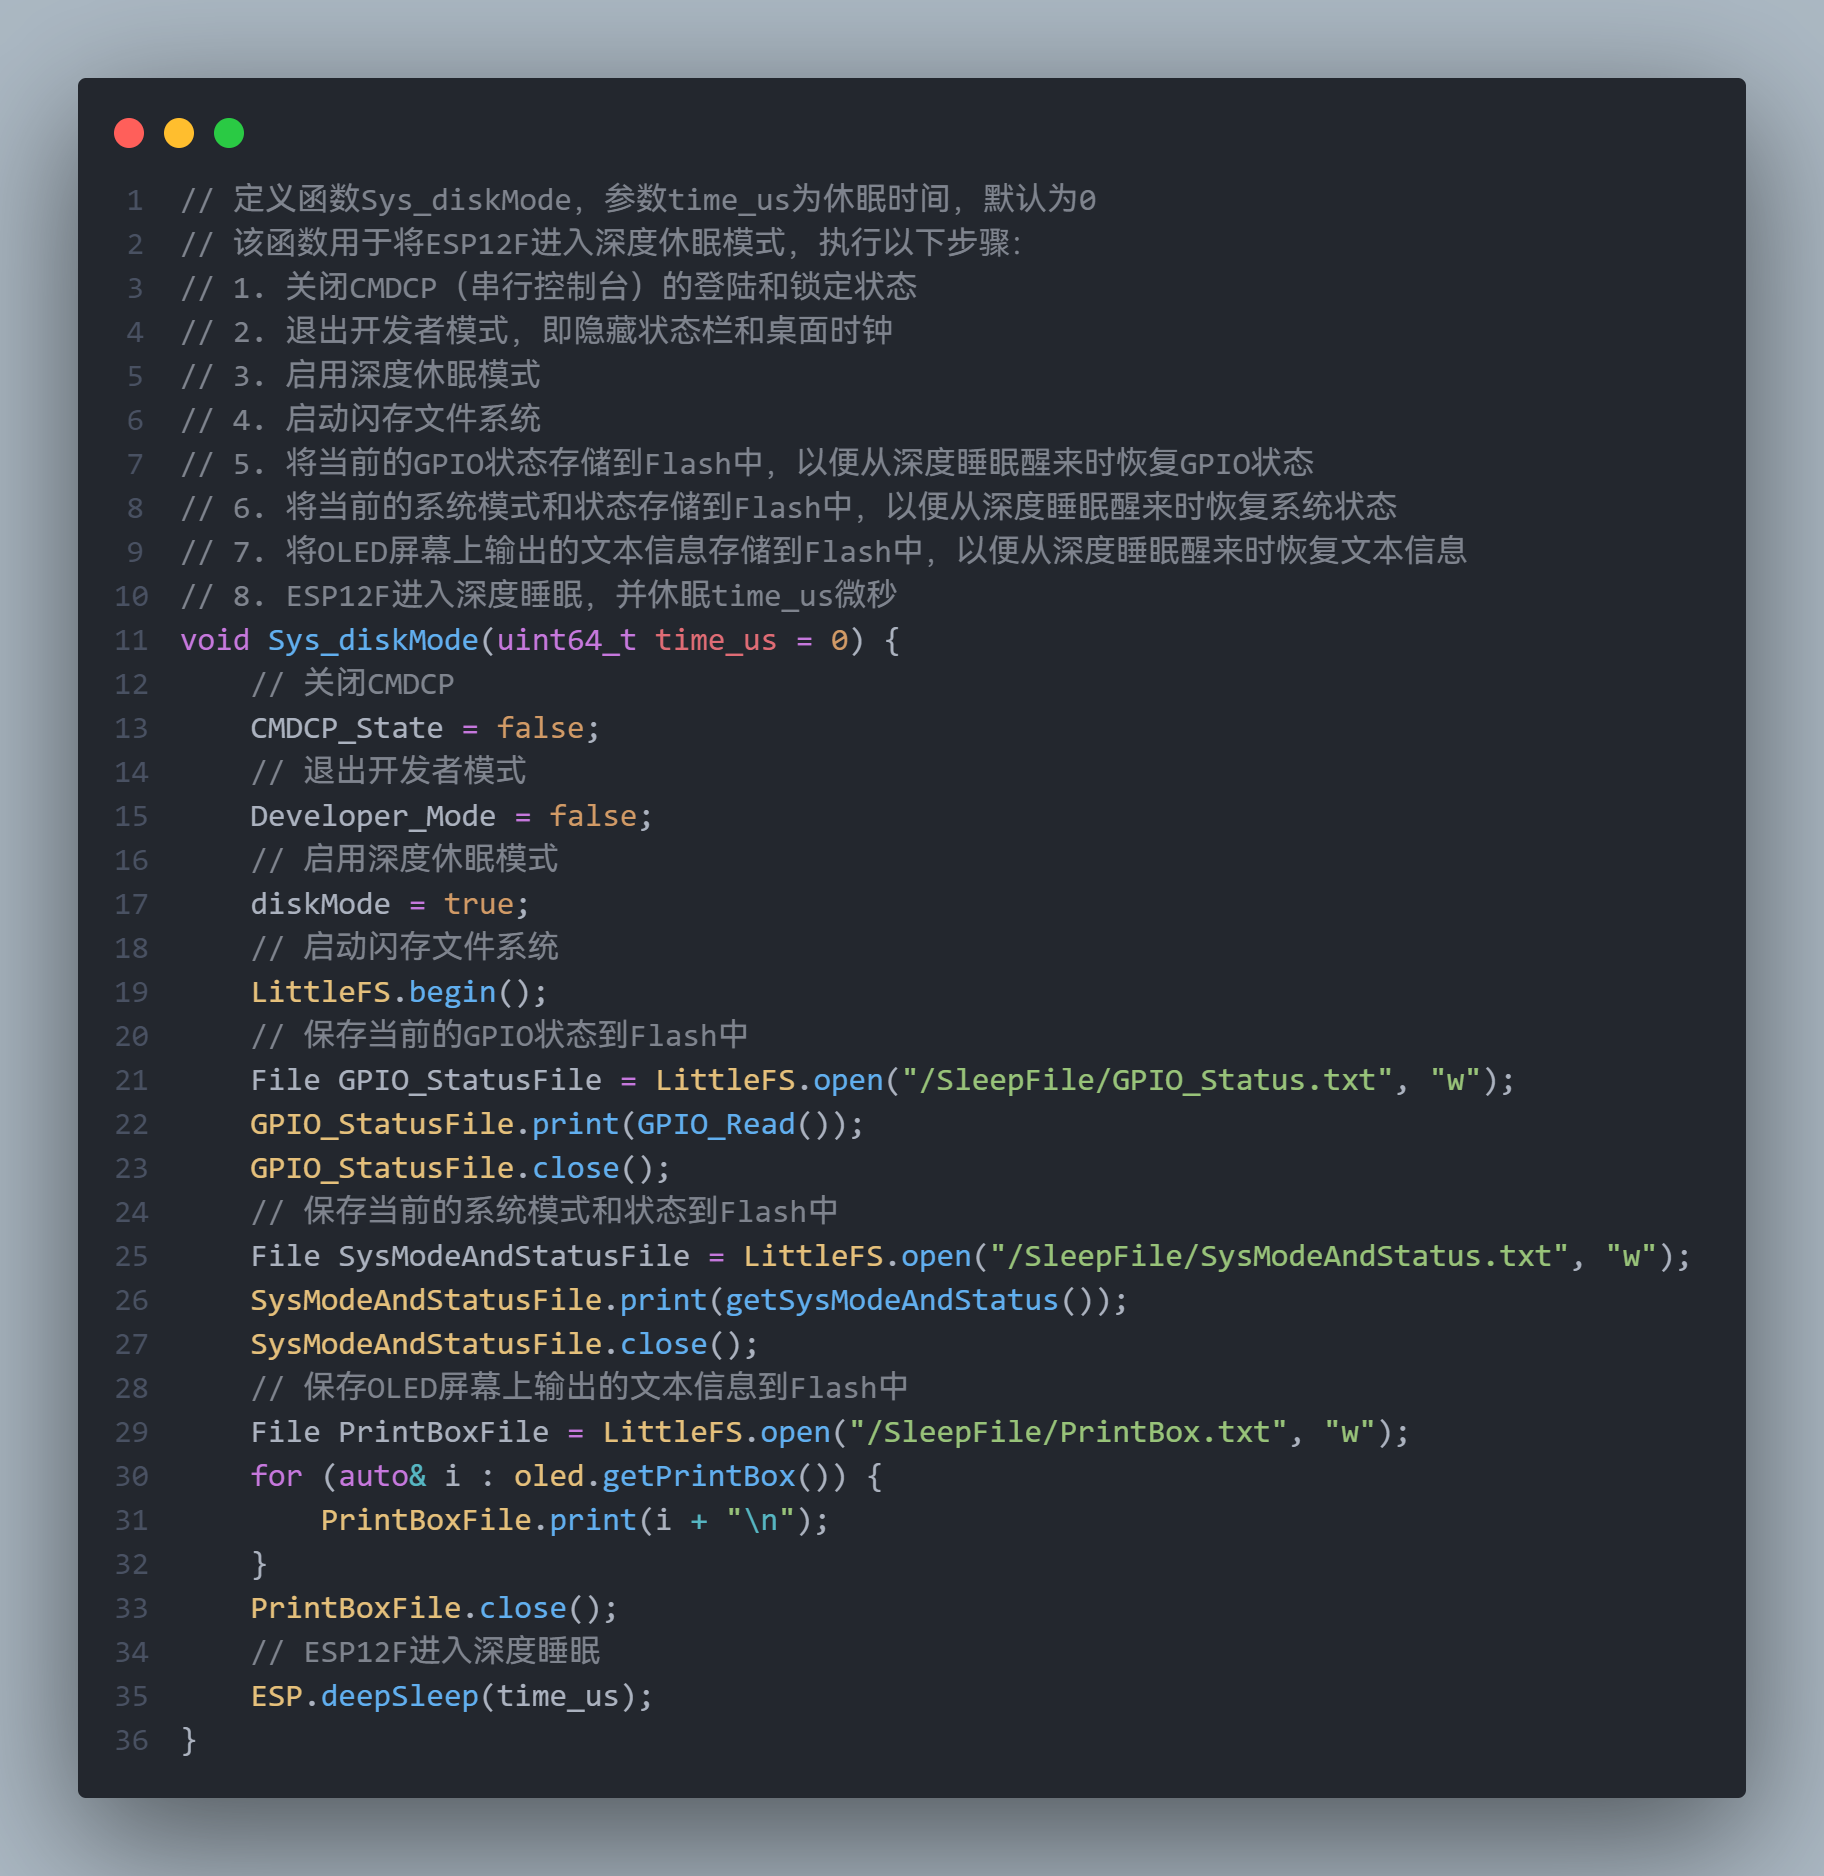 1 // 定义函数Sys_diskMode，参数time_us为休眠时间，默认为0
2 // 该函数用于将ESP12F进入深度休眠模式，执行以下步骤：
3 // 1. 关闭CMDCP（串行控制台）的登陆和锁定状态
4 // 2. 退出开发者模式，即隐藏状态栏和桌面时钟
5 // 3. 启用深度休眠模式
6 // 4. 启动闪存文件系统
7 // 5. 将当前的GPIO状态存储到Flash中，以便从深度睡眠醒来时恢复GPIO状态
8 // 6. 将当前的系统模式和状态存储到Flash中，以便从深度睡眠醒来时恢复系统状态
9 // 7. 将OLED屏幕上输出的文本信息存储到Flash中，以便从深度睡眠醒来时恢复文本信息
10 // 8. ESP12F进入深度睡眠，并休眠time_us微秒
11 void Sys_diskMode(uint64_t time_us = 0) {
12     // 关闭CMDCP
13     CMDCP_State = false;
14     // 退出开发者模式
15     Developer_Mode = false;
16     // 启用深度休眠模式
17     diskMode = true;
18     // 启动闪存文件系统
19     LittleFS.begin();
20     // 保存当前的GPIO状态到Flash中
21     File GPIO_StatusFile = LittleFS.open("/SleepFile/GPIO_Status.txt", "w");
22     GPIO_StatusFile.print(GPIO_Read());
23     GPIO_StatusFile.close();
24     // 保存当前的系统模式和状态到Flash中
25     File SysModeAndStatusFile = LittleFS.open("/SleepFile/SysModeAndStatus.txt", "w");
26     SysModeAndStatusFile.print(getSysModeAndStatus());
27     SysModeAndStatusFile.close();
28     // 保存OLED屏幕上输出的文本信息到Flash中
29     File PrintBoxFile = LittleFS.open("/SleepFile/PrintBox.txt", "w");
30     for (auto& i : oled.getPrintBox()) {
31         PrintBoxFile.print(i + "\n");
32     }
33     PrintBoxFile.close();
34     // ESP12F进入深度睡眠
35     ESP.deepSleep(time_us);
36 }